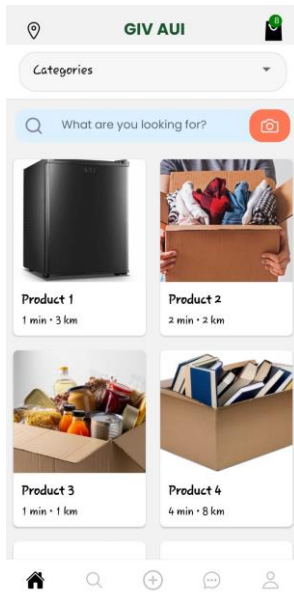 GIV AUI
8
Categories
What are you looking for?
Product 1
1 min • 3 km
Product 2
2 min • 2 km
Product 3
1 min • 1 km
Product 4
4 min • 8 km